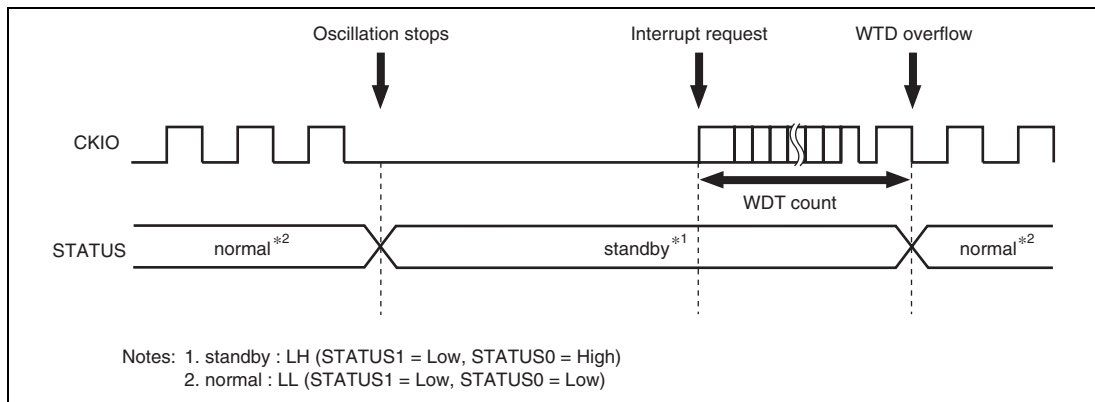 Oscillation stops
Interrupt request
WTD overflow
CKIO
WDT count
STATUS
normal*2
standby*1
normal*2
Notes: 1. standby : LH (STATUS1 = Low, STATUS0 = High)
2. normal : LL (STATUS1 = Low, STATUS0 = Low)